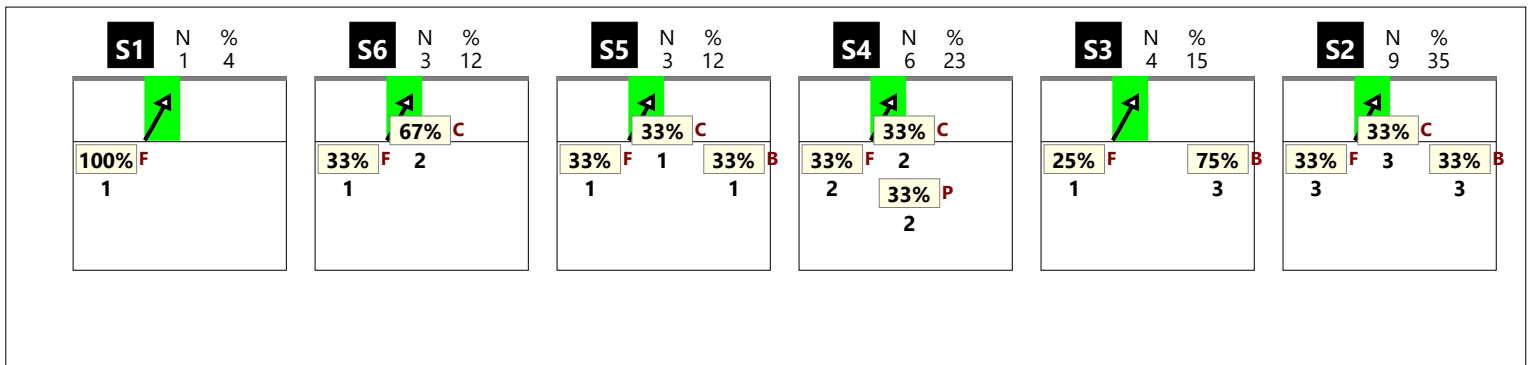 S1 N % S6 N % S5 N % S4 N % S3 N % S2 N %
1 4 3 12 3 12 6 23 4 15 9 35
67% C 33% C 33% C 33% C
100% F 33% F 2 33% F 1 33% B 33% F 2 25% F 75% B 33% F 3 33% B
1 1 1 1 2 33% P 1 3 3 3
2